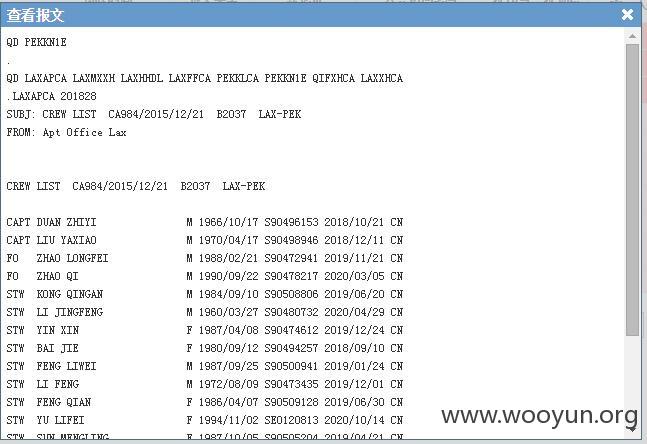 查看报文
QD PEKKN1E
.
QD LAXAPCA LAXMXXH LAXHHDL LAXFFCA PEKKLCA PEKKN1E QIFXHCA LAXXHCA
.LAXAPCA 201828
SUBJ: CREW LIST CA984/2015/12/21 B2037 LAX-PEK
FROM: Apt Office Lax
CREW LIST CA984/2015/12/21 B2037 LAX-PEK
CAPT DUAN ZHIYI M 1966/10/17 S90496153 2018/10/21 CN
CAPT LIU YAXIAO M 1970/04/17 S90498946 2018/12/11 CN
FO ZHAO LONGFEI M 1988/02/21 S90472941 2019/11/21 CN
FO ZHAO QI M 1990/09/22 S90478217 2020/03/05 CN
STW KONG QINGAN M 1984/09/10 S90508806 2019/06/20 CN
STW LI JINGFENG M 1960/03/27 S90480732 2020/04/29 CN
STW YIN XIN F 1987/04/08 S90474612 2019/12/24 CN
STW BAI JIE F 1980/09/12 S90494257 2018/09/10 CN
STW FENG LIWEI M 1987/09/25 S90500941 2019/01/24 CN
STW LI FENG M 1972/08/09 S90473435 2019/12/01 CN
STW FENG QIAN F 1986/04/07 S90509128 2019/06/30 CN
STW YU LIFEI F 1994/11/02 SE0120813 2020/10/14 CN
STW SUN MENGLING F 1987/10/05 S90505204 2019/04/21 CN
www.wooyun.org